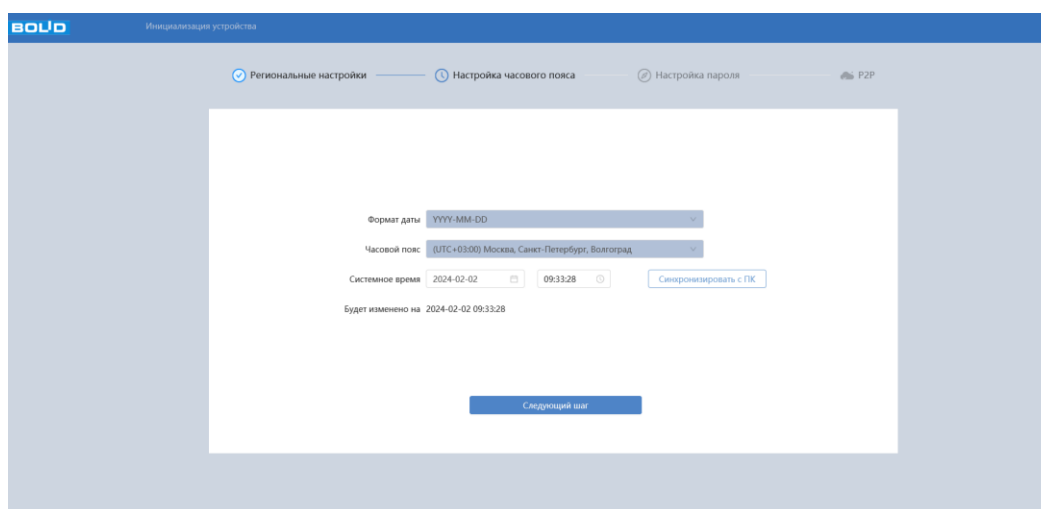 BOLID Инициализация устройства
Региональные настройки Настройка часового пояса Настройка пароля P2P
Формат даты YYYY-MM-DD
Часовой пояс (UTC+03:00) Москва, Санкт-Петербург, Волгоград
Системное время 2024-02-02 09:33:28 Синхронизировать с ПК
Будет изменено на 2024-02-02 09:33:28
Следующий шаг